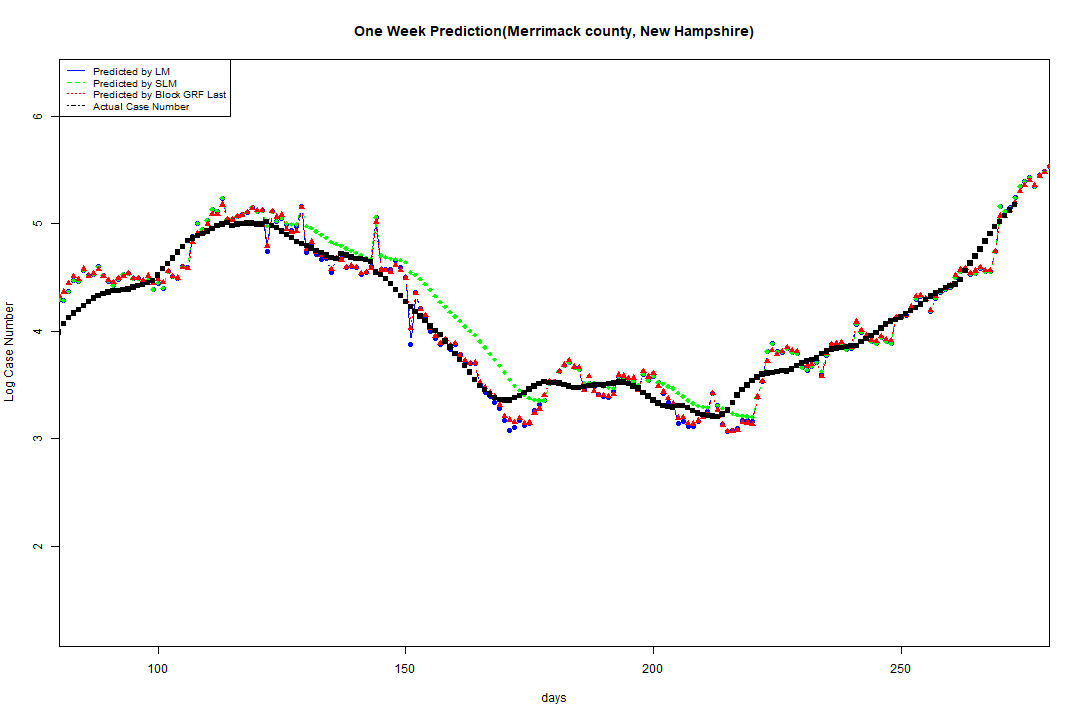 One Week Prediction(Merrimack county, New Hampshire)
Predicted by LM
Predicted by SLM
Predicted by Block GRF Last
Actual Case Number
6
5
4
3
2
Log Case Number
100 150 200 250
days